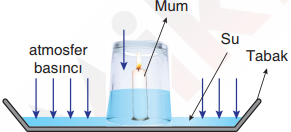 Mum
Su
atmosfer
basıncı
Tabak